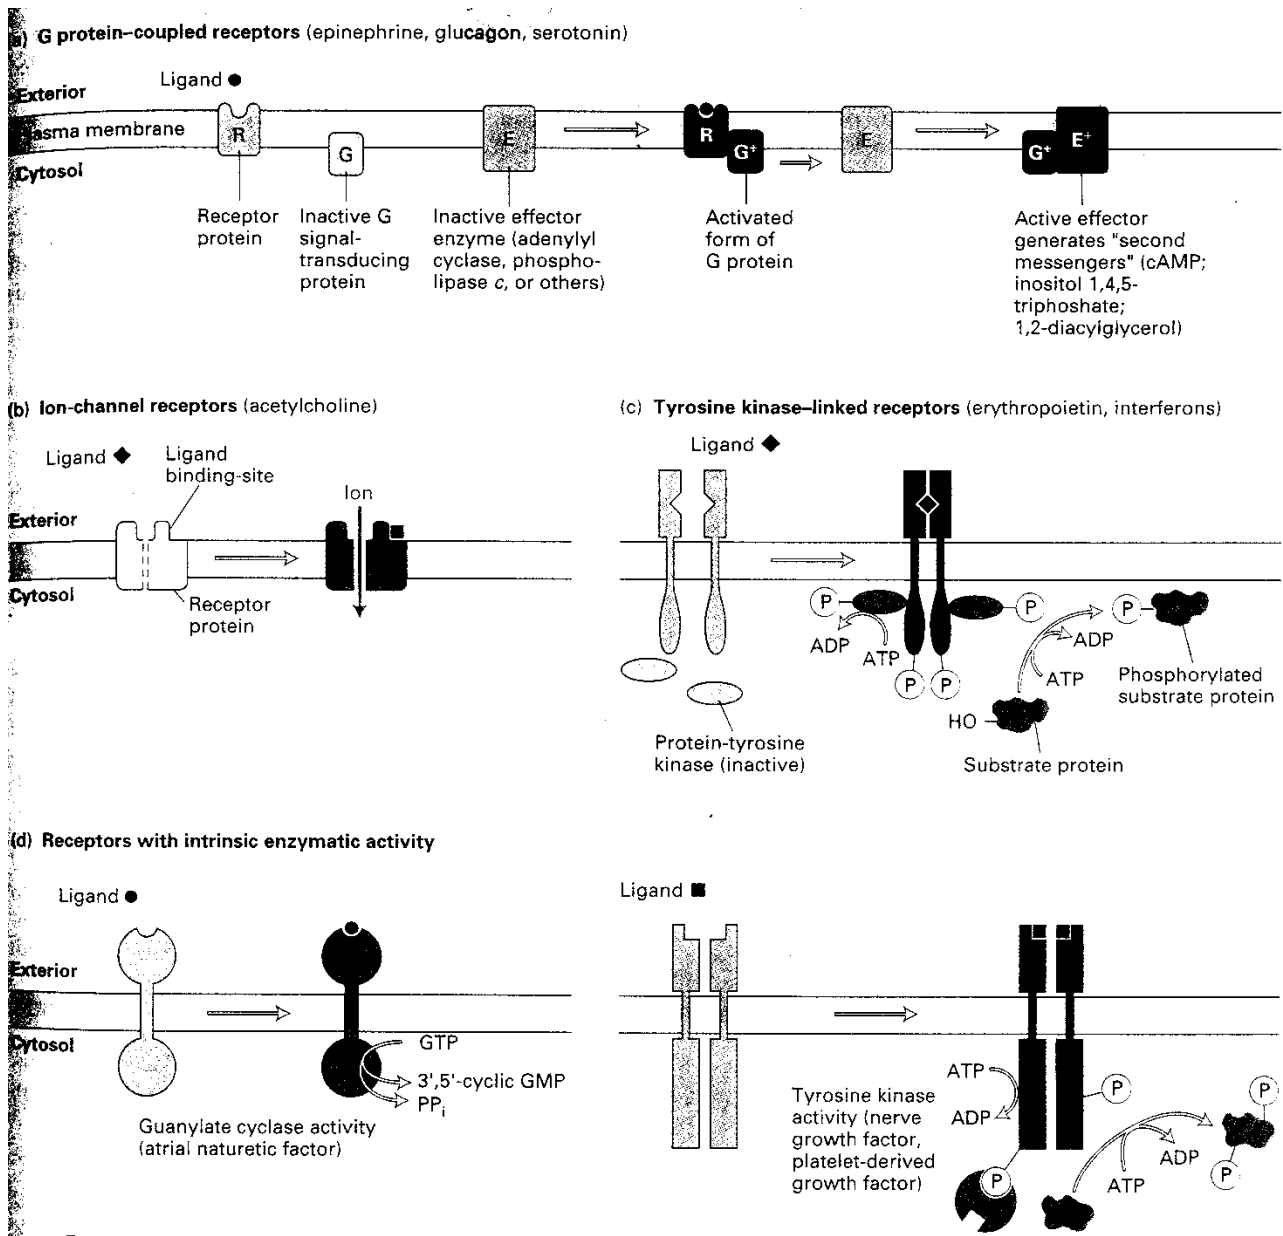 a) G protein–coupled receptors (epinephrine, glucagon, serotonin)
Ligand
Exterior
Plasma membrane
Cytosol
R
G
E
R
G⁺
E
G⁺
E⁺
Receptor
protein
Inactive G
signal-
transducing
protein
Inactive effector
enzyme (adenylyl
cyclase, phospho-
lipase c, or others)
Activated
form of
G protein
Active effector
generates "second
messengers" (cAMP;
inositol 1,4,5-
triphoshate;
1,2-diacylglycerol)
(b) Ion-channel receptors (acetylcholine)
Ligand
Ligand
binding-site
Ion
Exterior
Cytosol
Receptor
protein
(c) Tyrosine kinase–linked receptors (erythropoietin, interferons)
Ligand
P
P
P
ADP
ATP
ADP
ATP
P
P
HO
Phosphorylated
substrate protein
Protein-tyrosine
kinase (inactive)
Substrate protein
(d) Receptors with intrinsic enzymatic activity
Ligand
Exterior
Cytosol
GTP
3',5'-cyclic GMP
PPi
Guanylate cyclase activity
(atrial naturetic factor)
Ligand
ATP
ADP
P
P
P
P
ADP
ATP
Tyrosine kinase
activity (nerve
growth factor,
platelet-derived
growth factor)